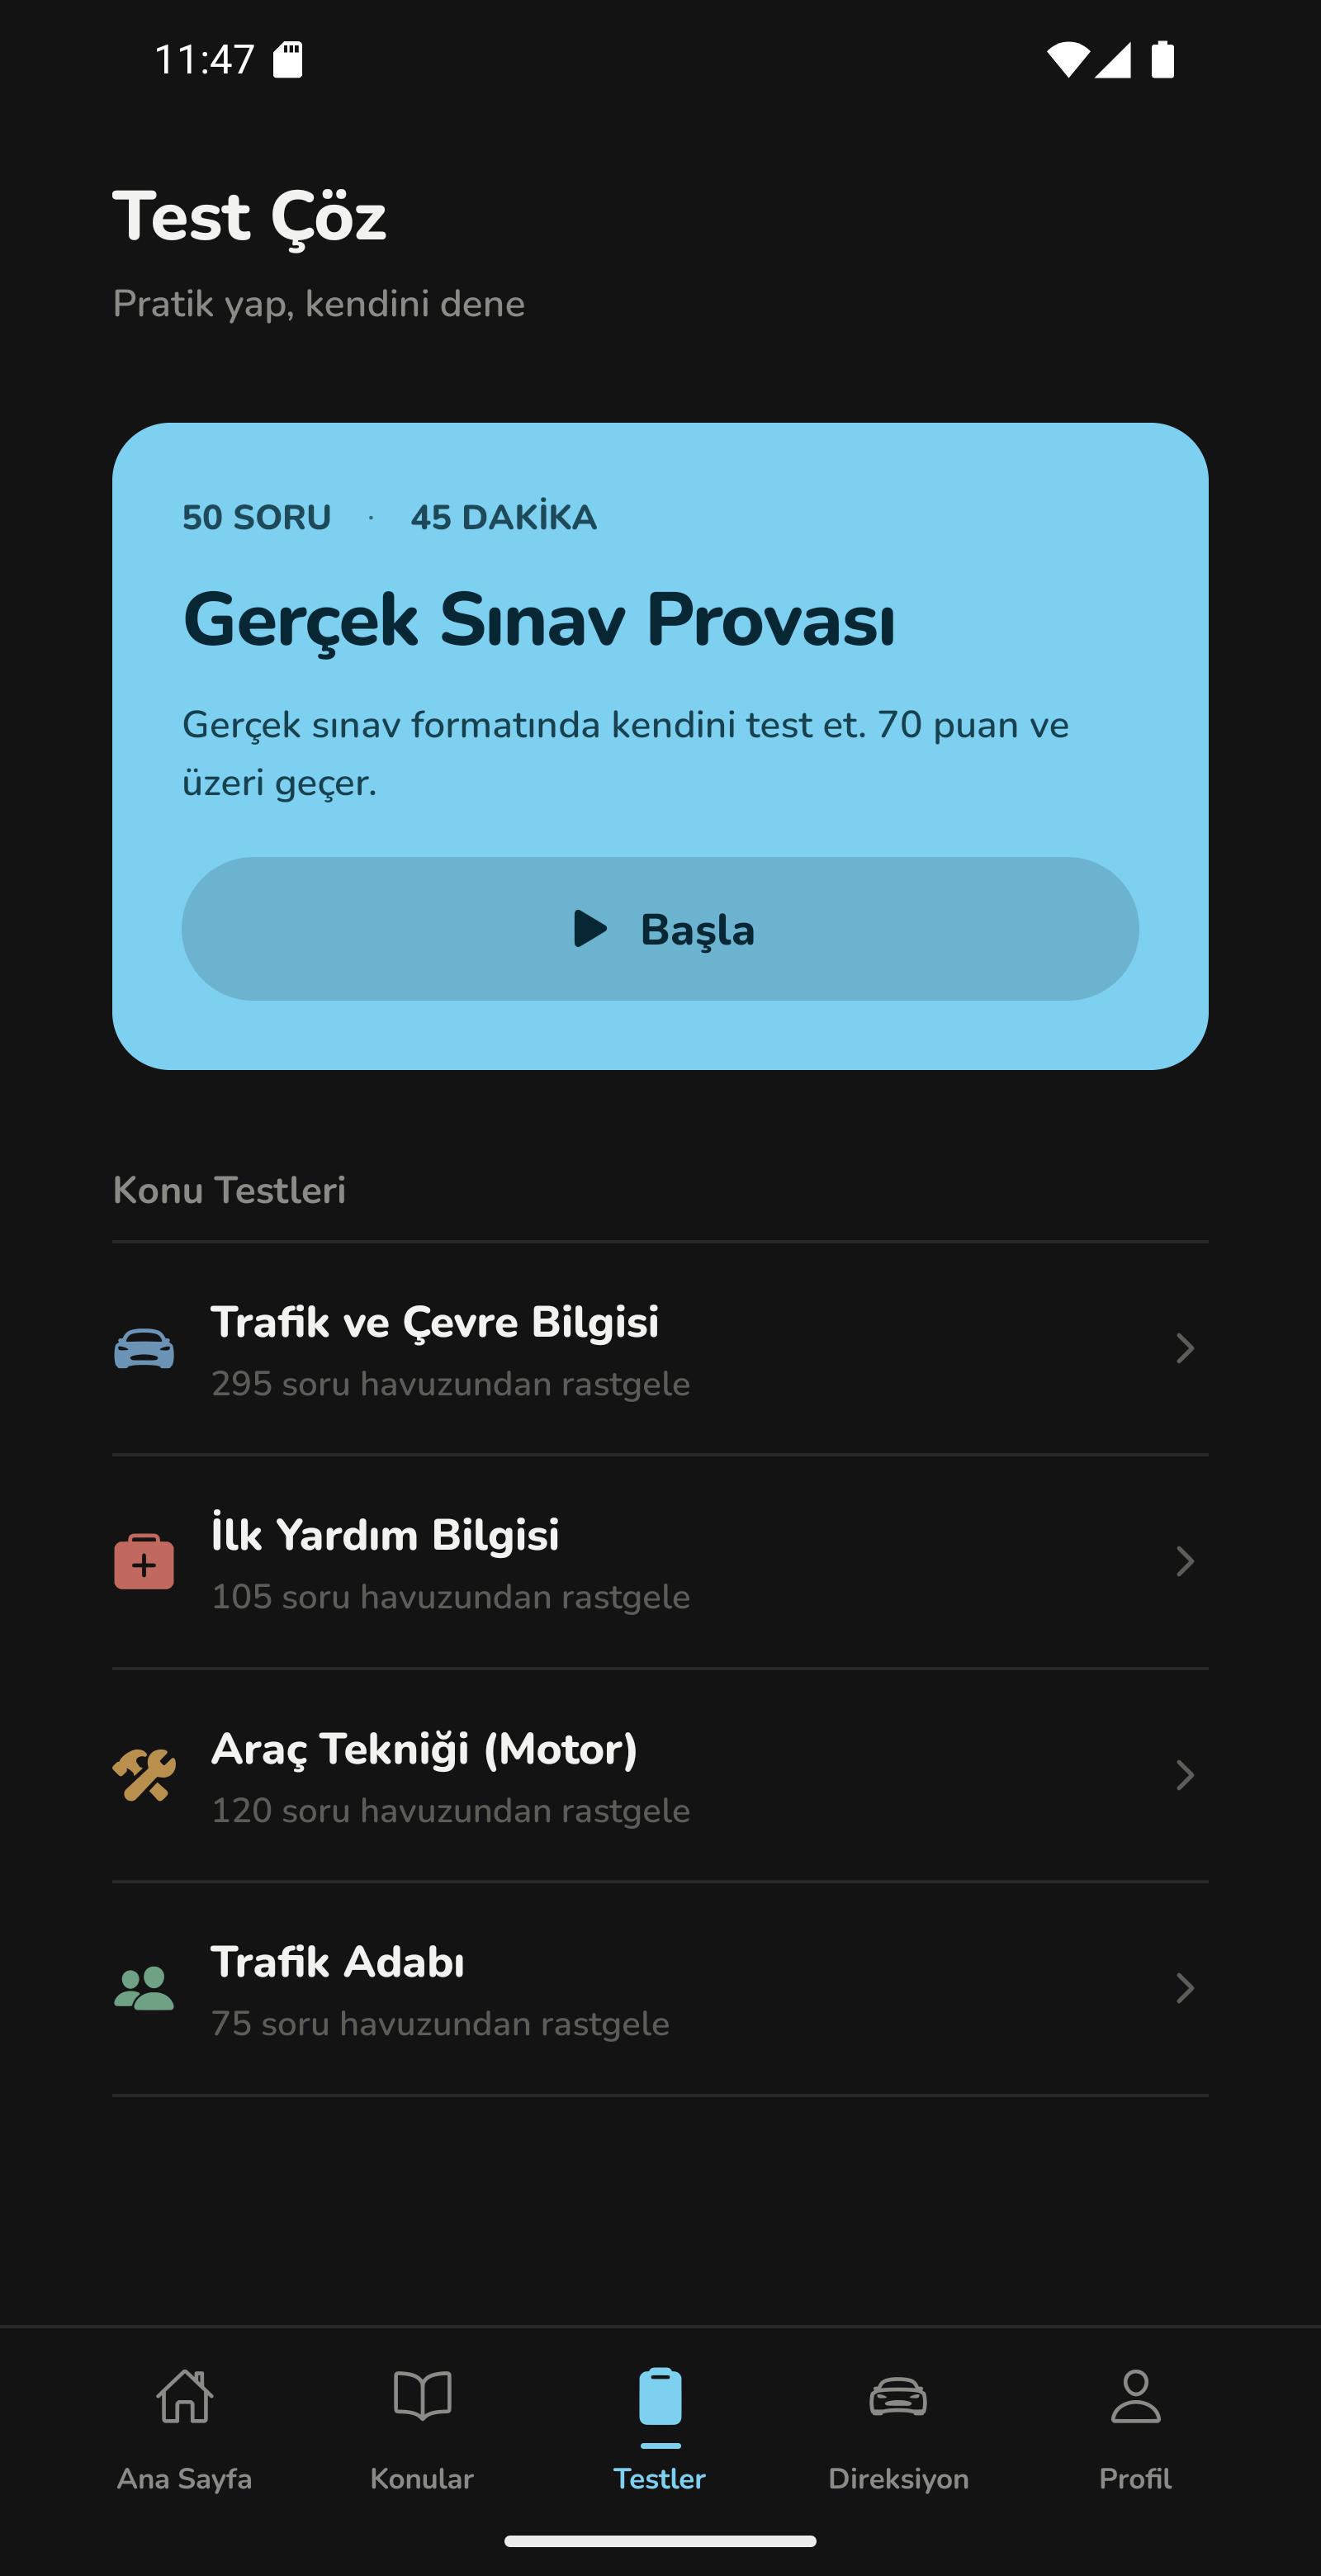 11:47
Test Çöz
Pratik yap, kendini dene
50 SORU · 45 DAKİKA
Gerçek Sınav Provası
Gerçek sınav formatında kendini test et. 70 puan ve
üzeri geçer.
Başla
Konu Testleri
Trafik ve Çevre Bilgisi
295 soru havuzundan rastgele
İlk Yardım Bilgisi
105 soru havuzundan rastgele
Araç Tekniği (Motor)
120 soru havuzundan rastgele
Trafik Adabı
75 soru havuzundan rastgele
Ana Sayfa
Konular
Testler
Direksiyon
Profil